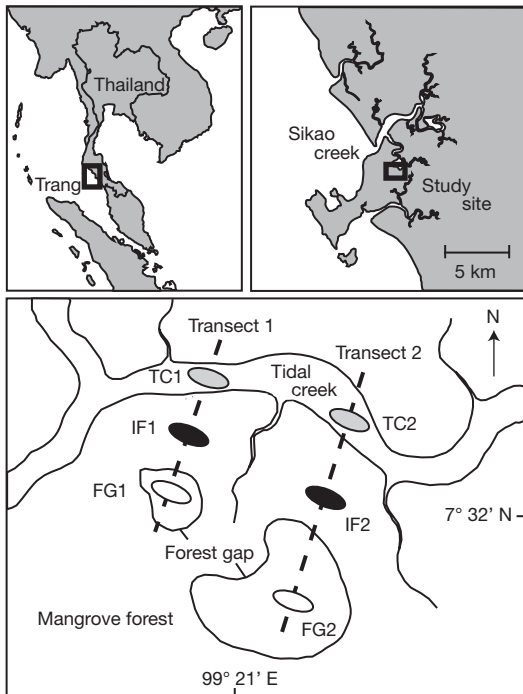 Thailand
Trang
Sikao
creek
Study
site
5 km
Transect 1
N
Transect 2
TC1
Tidal
creek
TC2
IF1
FG1
IF2
7° 32' N
Forest gap
Mangrove forest
FG2
99° 21' E